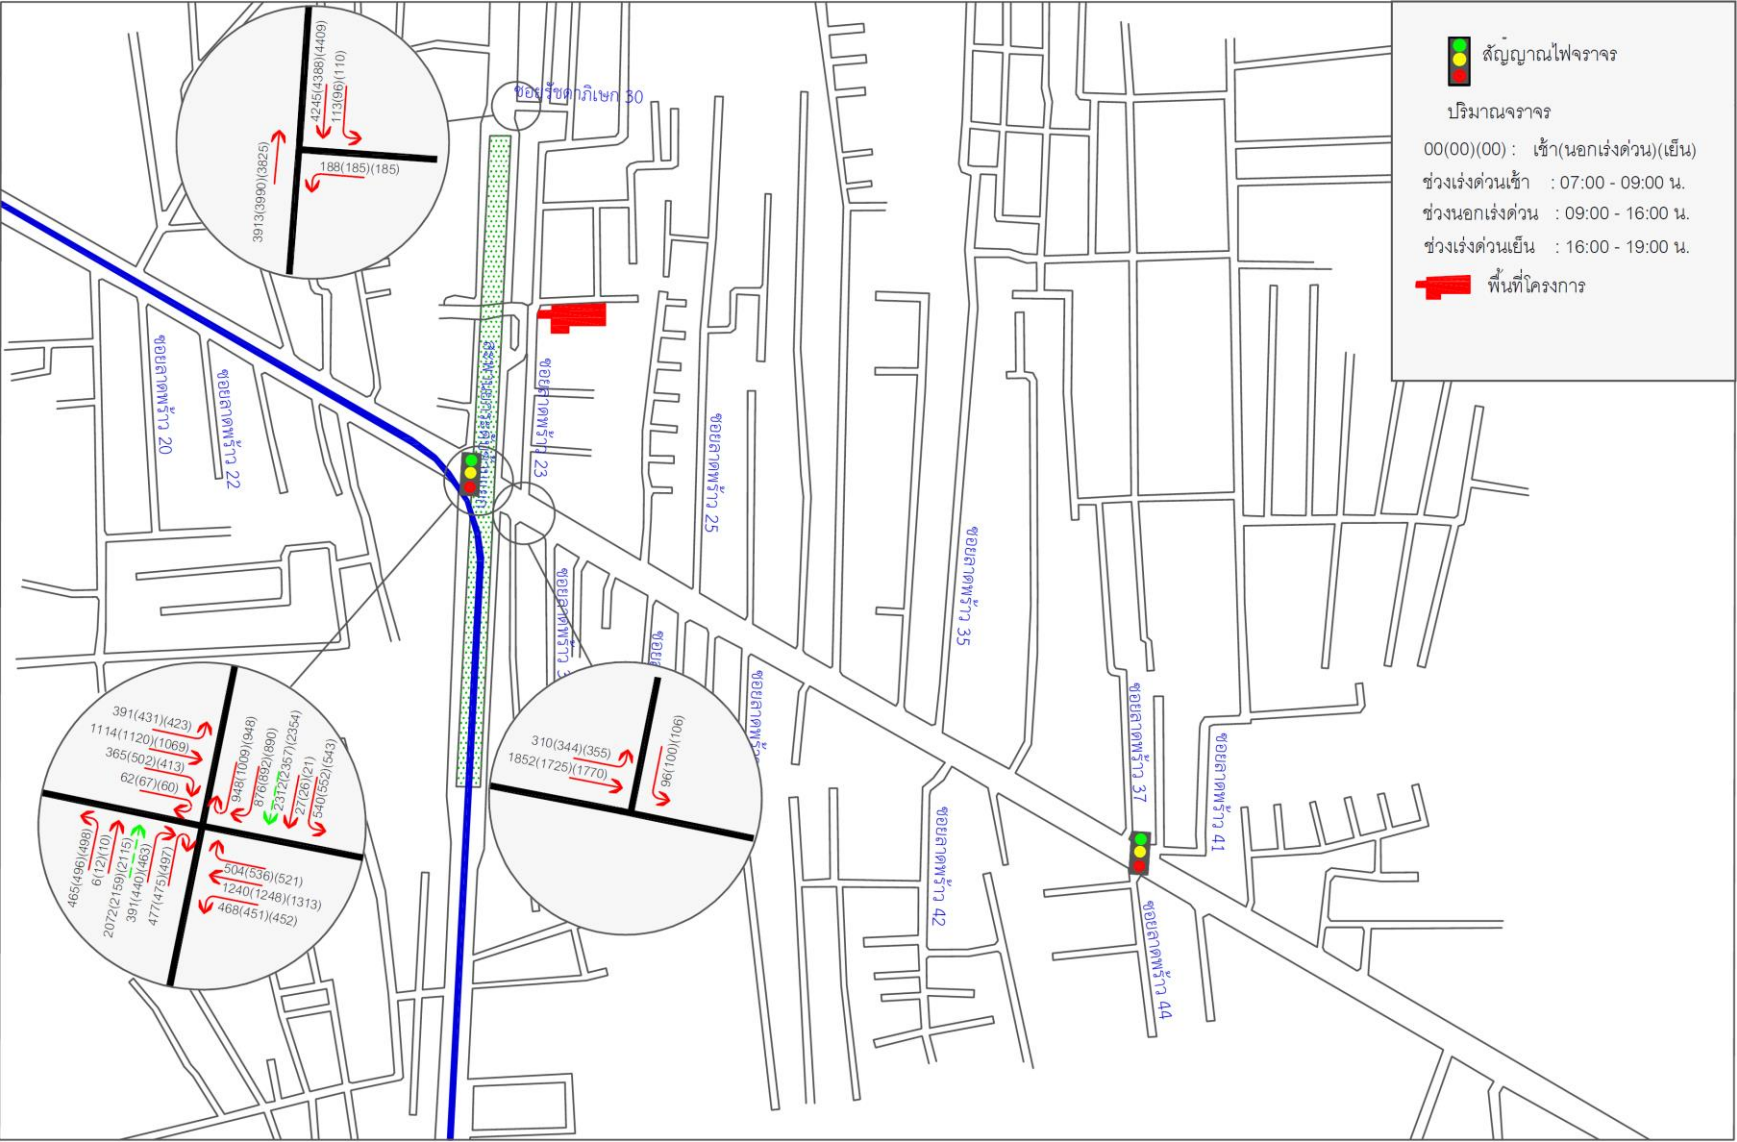 สัญญาณไฟจราจร
ปริมาณจราจร
00(00)(00) : เช้า(นอกเร่งด่วน)(เย็น)
ช่วงเร่งด่วนเช้า : 07:00 - 09:00 น.
ช่วงนอกเร่งด่วน : 09:00 - 16:00 น.
ช่วงเร่งด่วนเย็น : 16:00 - 19:00 น.
พื้นที่โครงการ
4245(4388)(4409)
113(96)(110)
3913(3990)(3825)
188(185)(185)
ซอยรัชดาภิเษก 30
ซอยลาดพร้าว 20
ซอยลาดพร้าว 22
ซอยลาดพร้าว 23
ซอยลาดพร้าว 25
ซอยลาดพร้าว 35
ซอยลาดพร้าว 37
ซอยลาดพร้าว 41
ซอยลาดพร้าว 42
ซอยลาดพร้าว 44
ซอยลาดพร้าว
391(431)(423)
1114(1120)(1069)
365(502)(413)
62(67)(60)
948(1009)(948)
876(892)(890)
2312(2357)(2354)
27(26)(21)
540(552)(543)
465(496)(498)
6(12)(10)
2072(2159)(2115)
391(440)(463)
477(475)(497)
504(536)(521)
1240(1248)(1313)
468(451)(452)
310(344)(355)
1852(1725)(1770)
96(100)(106)